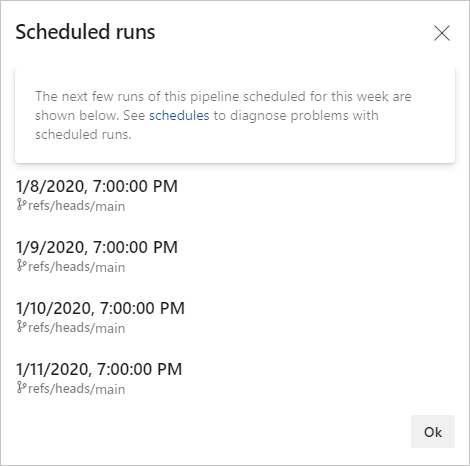 Scheduled runs
The next few runs of this pipeline scheduled for this week are
shown below. See schedules to diagnose problems with
scheduled runs.
1/8/2020, 7:00:00 PM
refs/heads/main
1/9/2020, 7:00:00 PM
refs/heads/main
1/10/2020, 7:00:00 PM
refs/heads/main
1/11/2020, 7:00:00 PM
refs/heads/main
Ok